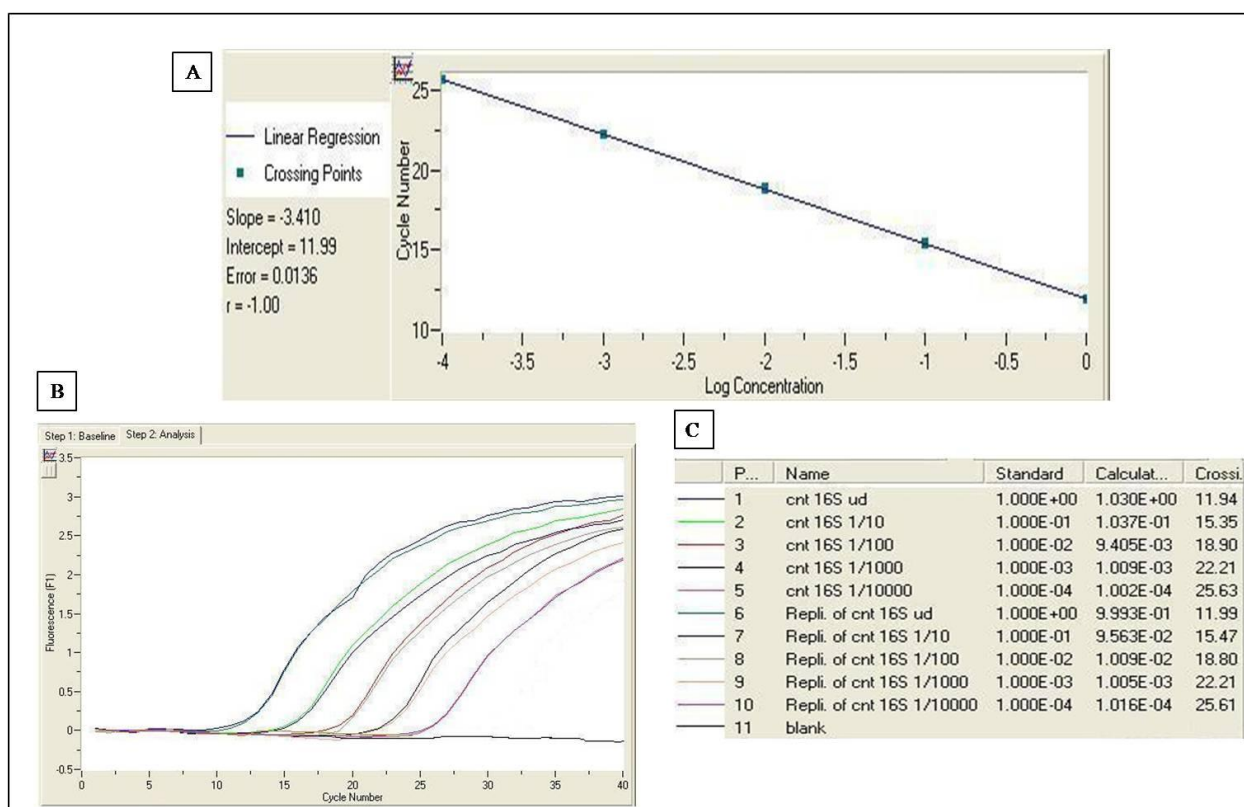 A
Linear Regression
Crossing Points
Slope = -3.410
Intercept = 11.99
Error = 0.0136
r = -1.00
Cycle Number
25
20
15
10
-4 -3.5 -3 -2.5 -2 -1.5 -1 -0.5 0
Log Concentration
B
Step 1: Baseline Step 2: Analysis
Fluorescence (F1)
3.5
3
2.5
2
1.5
1
0.5
0
-0.5
0 5 10 15 20 25 30 35 40
Cycle Number
C
P... Name Standard Calculat... Crossi.
1 cnt 16S ud 1.000E+00 1.030E+00 11.94
2 cnt 16S 1/10 1.000E-01 1.037E-01 15.35
3 cnt 16S 1/100 1.000E-02 9.405E-03 18.90
4 cnt 16S 1/1000 1.000E-03 1.009E-03 22.21
5 cnt 16S 1/10000 1.000E-04 1.002E-04 25.63
6 Repli. of cnt 16S ud 1.000E+00 9.993E-01 11.99
7 Repli. of cnt 16S 1/10 1.000E-01 9.563E-02 15.47
8 Repli. of cnt 16S 1/100 1.000E-02 1.009E-02 18.80
9 Repli. of cnt 16S 1/1000 1.000E-03 1.005E-03 22.21
10 Repli. of cnt 16S 1/10000 1.000E-04 1.016E-04 25.61
11 blank